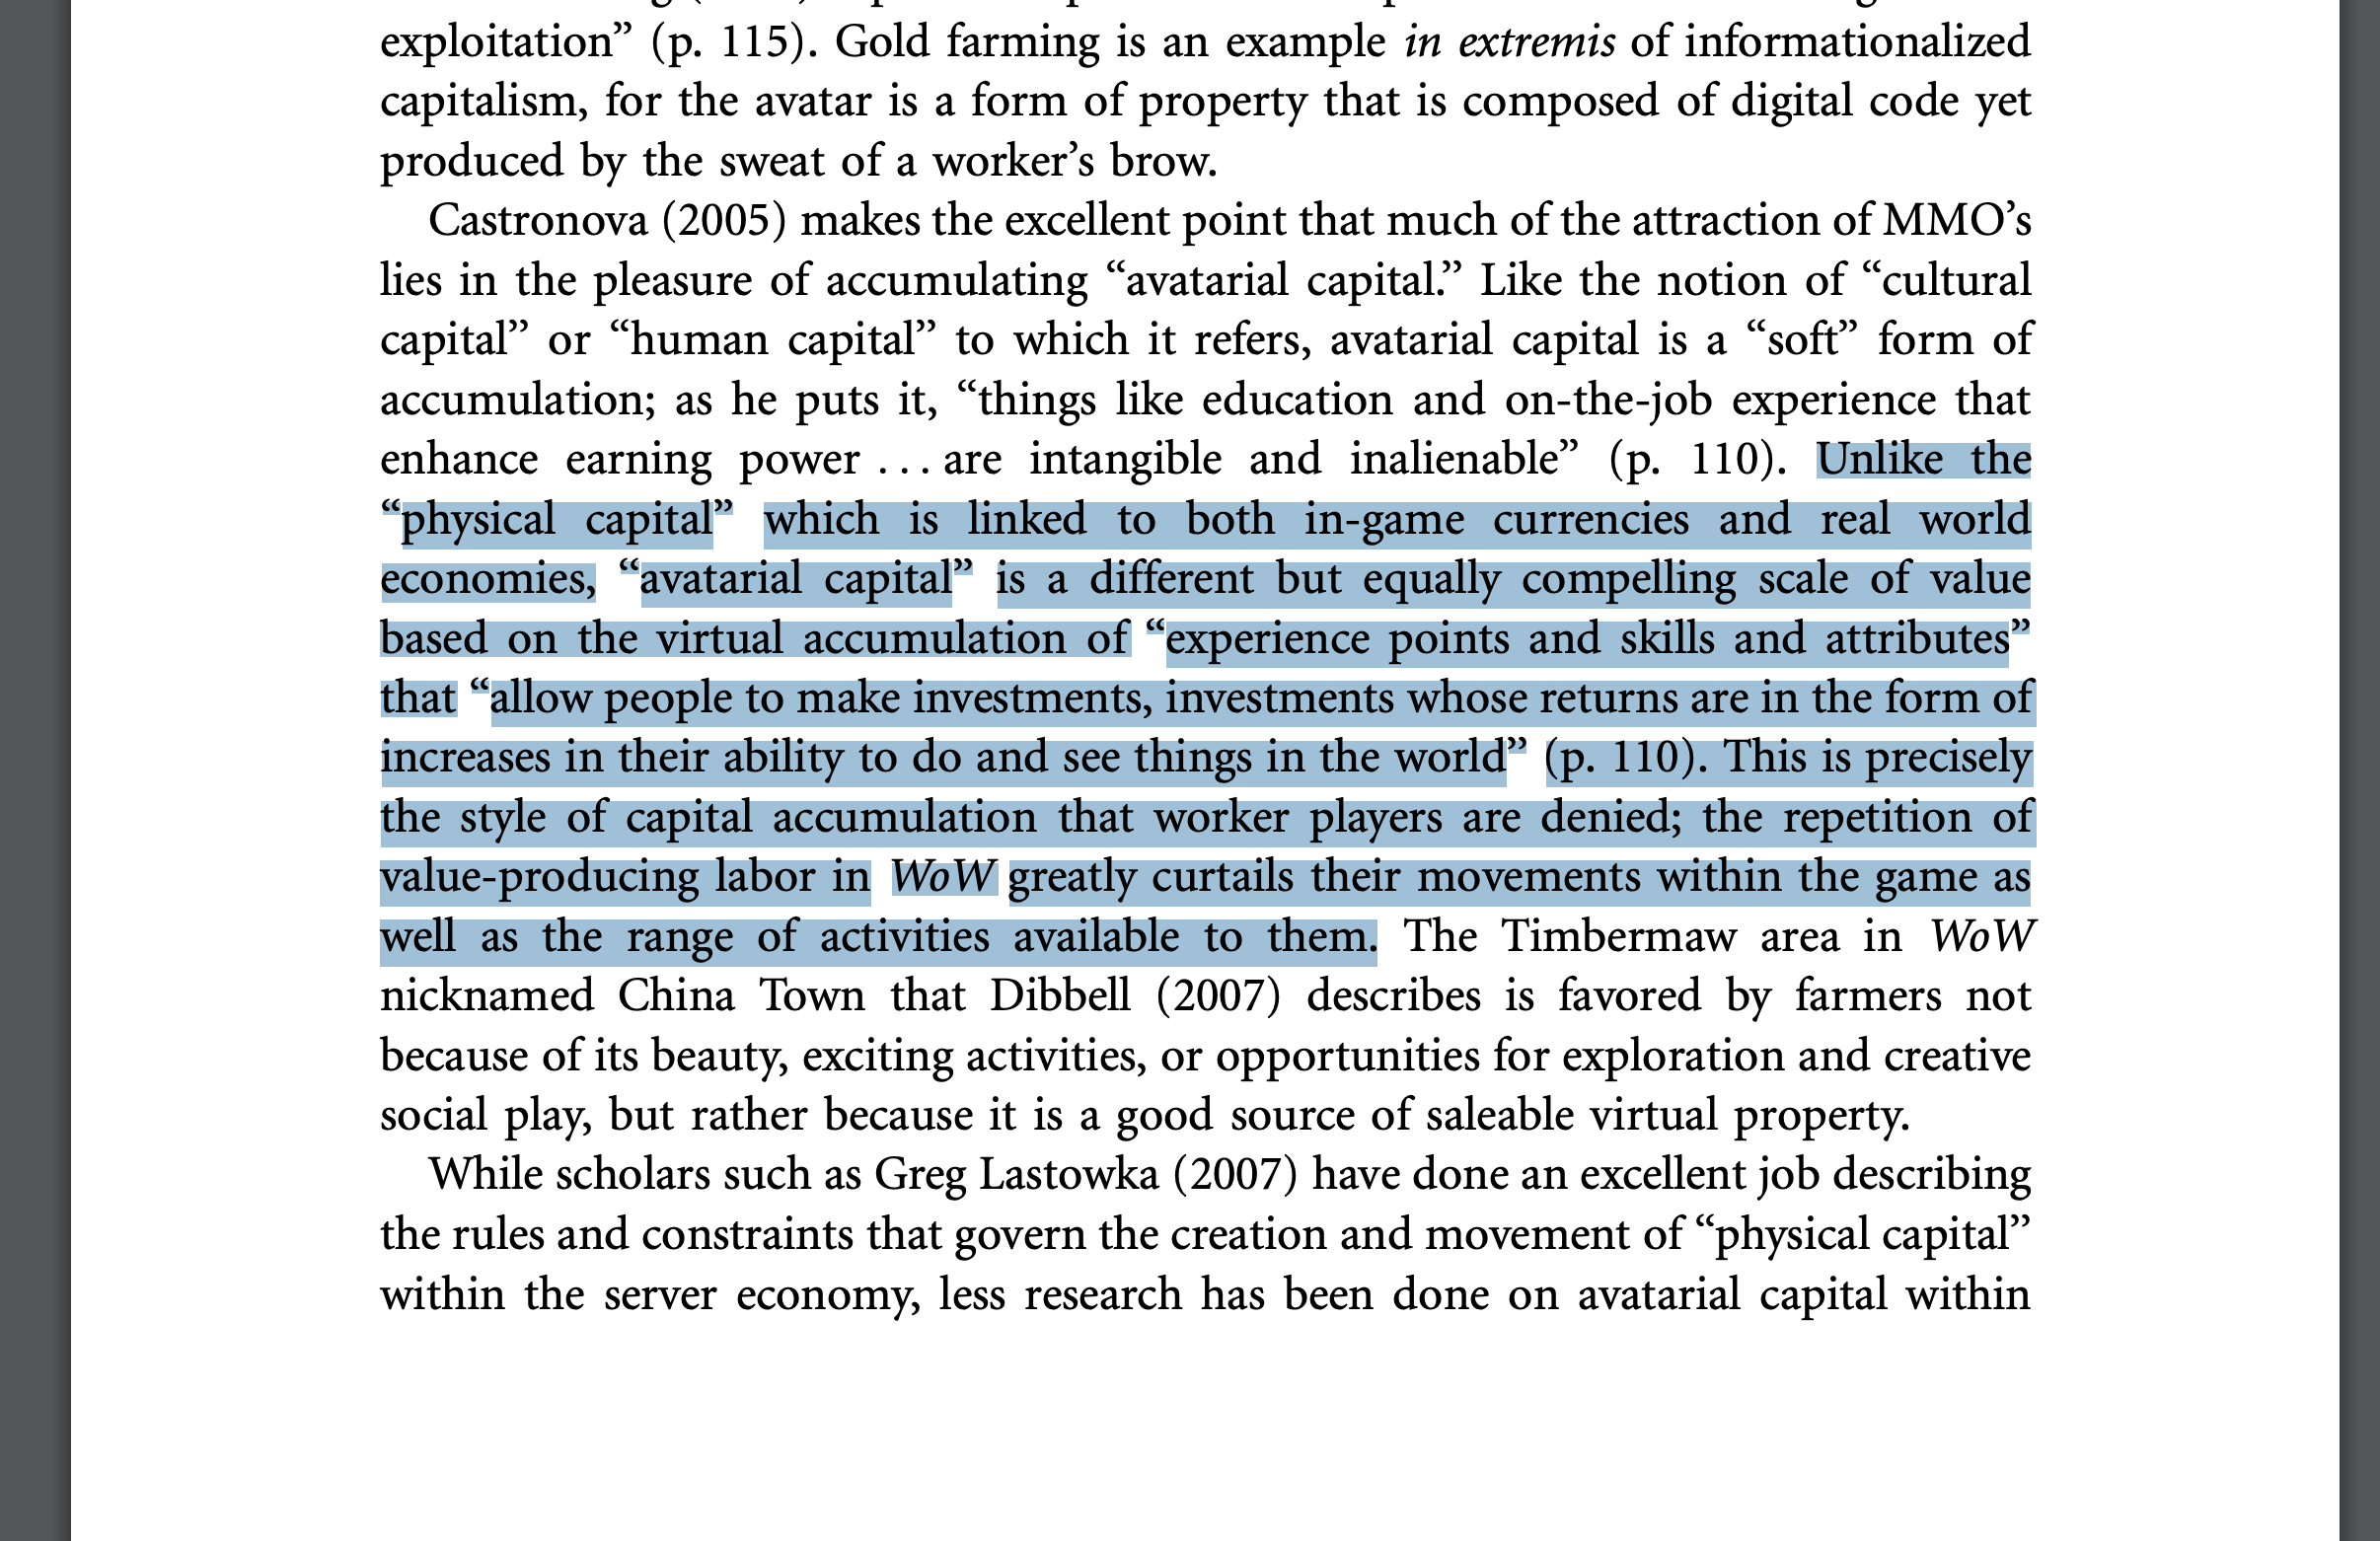 exploitation” (p. 115). Gold farming is an example in extremis of informationalized
capitalism, for the avatar is a form of property that is composed of digital code yet
produced by the sweat of a worker’s brow.
Castronova (2005) makes the excellent point that much of the attraction of MMO’s
lies in the pleasure of accumulating “avatarial capital.” Like the notion of “cultural
capital” or “human capital” to which it refers, avatarial capital is a “soft” form of
accumulation; as he puts it, “things like education and on-the-job experience that
enhance earning power . . . are intangible and inalienable” (p. 110). Unlike the
“physical capital” which is linked to both in-game currencies and real world
economies, “avatarial capital” is a different but equally compelling scale of value
based on the virtual accumulation of “experience points and skills and attributes”
that “allow people to make investments, investments whose returns are in the form of
increases in their ability to do and see things in the world” (p. 110). This is precisely
the style of capital accumulation that worker players are denied; the repetition of
value-producing labor in WoW greatly curtails their movements within the game as
well as the range of activities available to them. The Timbermaw area in WoW
nicknamed China Town that Dibbell (2007) describes is favored by farmers not
because of its beauty, exciting activities, or opportunities for exploration and creative
social play, but rather because it is a good source of saleable virtual property.
While scholars such as Greg Lastowka (2007) have done an excellent job describing
the rules and constraints that govern the creation and movement of “physical capital”
within the server economy, less research has been done on avatarial capital within